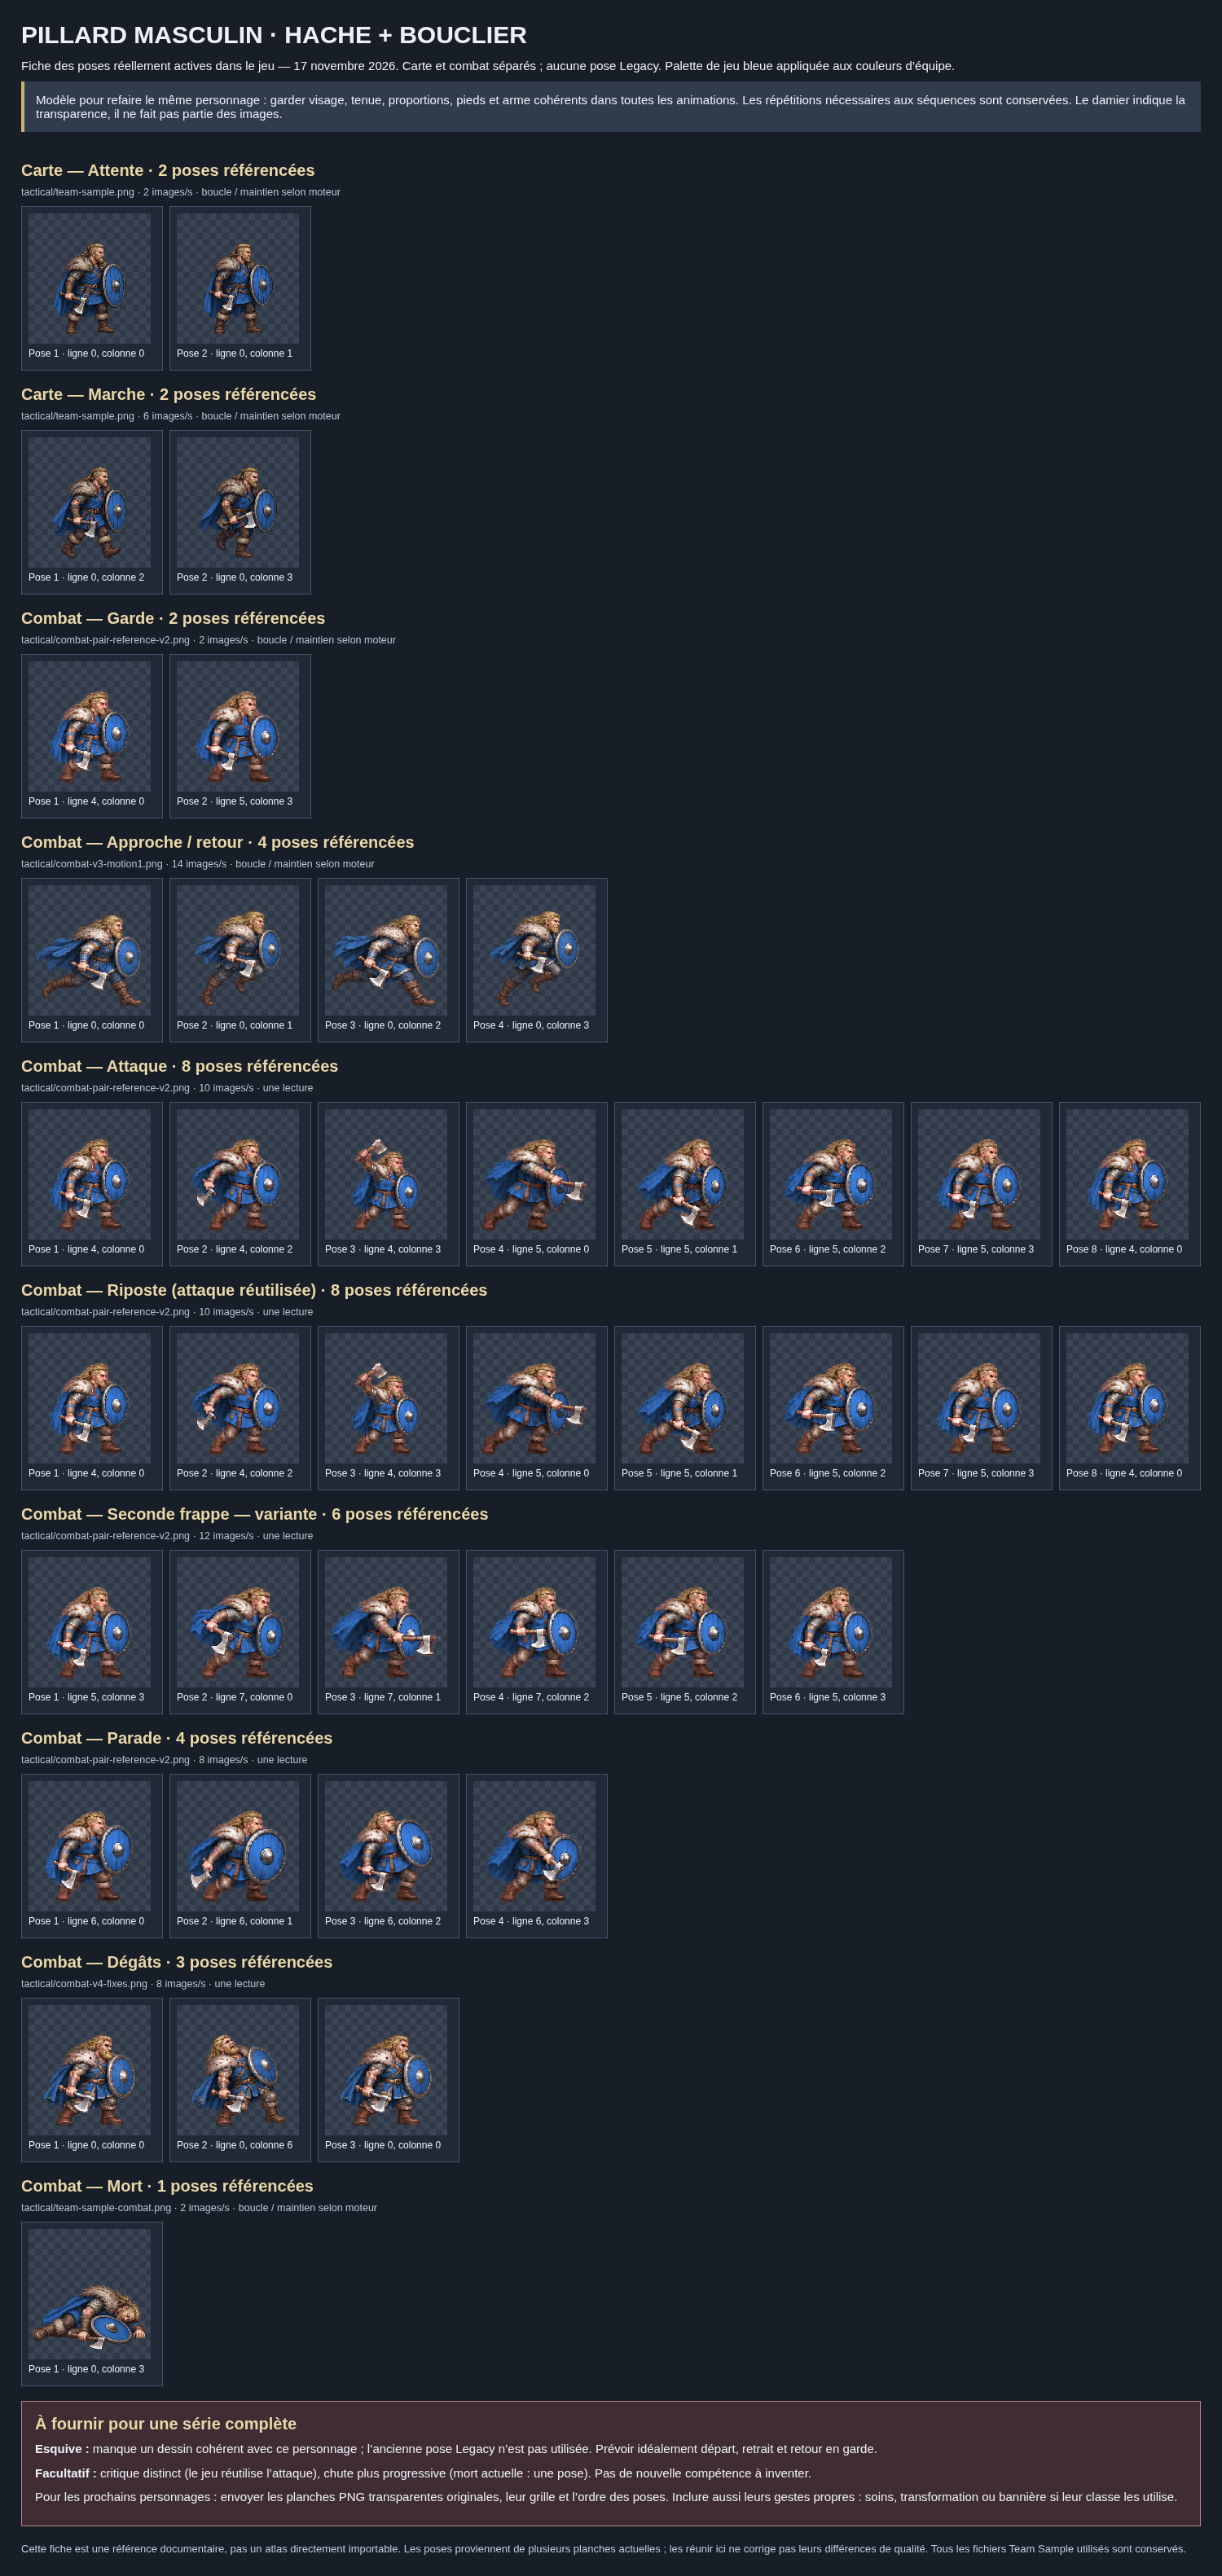 PILLARD MASCULIN · HACHE + BOUCLIER
Fiche des poses réellement actives dans le jeu — 17 novembre 2026. Carte et combat séparés ; aucune pose Legacy. Palette de jeu bleue appliquée aux couleurs d’équipe.
Modèle pour refaire le même personnage : garder visage, tenue, proportions, pieds et arme cohérents dans toutes les animations. Les répétitions nécessaires aux séquences sont conservées. Le damier indique la
transparence, il ne fait pas partie des images.
Carte — Attente · 2 poses référencées
tactical/team-sample.png · 2 images/s · boucle / maintien selon moteur
Pose 1 · ligne 0, colonne 0
Pose 2 · ligne 0, colonne 1
Carte — Marche · 2 poses référencées
tactical/team-sample.png · 6 images/s · boucle / maintien selon moteur
Pose 1 · ligne 0, colonne 2
Pose 2 · ligne 0, colonne 3
Combat — Garde · 2 poses référencées
tactical/combat-pair-reference-v2.png · 2 images/s · boucle / maintien selon moteur
Pose 1 · ligne 4, colonne 0
Pose 2 · ligne 5, colonne 3
Combat — Approche / retour · 4 poses référencées
tactical/combat-v3-motion1.png · 14 images/s · boucle / maintien selon moteur
Pose 1 · ligne 0, colonne 0
Pose 2 · ligne 0, colonne 1
Pose 3 · ligne 0, colonne 2
Pose 4 · ligne 0, colonne 3
Combat — Attaque · 8 poses référencées
tactical/combat-pair-reference-v2.png · 10 images/s · une lecture
Pose 1 · ligne 4, colonne 0
Pose 2 · ligne 4, colonne 2
Pose 3 · ligne 4, colonne 3
Pose 4 · ligne 5, colonne 0
Pose 5 · ligne 5, colonne 1
Pose 6 · ligne 5, colonne 2
Pose 7 · ligne 5, colonne 3
Pose 8 · ligne 4, colonne 0
Combat — Riposte (attaque réutilisée) · 8 poses référencées
tactical/combat-pair-reference-v2.png · 10 images/s · une lecture
Pose 1 · ligne 4, colonne 0
Pose 2 · ligne 4, colonne 2
Pose 3 · ligne 4, colonne 3
Pose 4 · ligne 5, colonne 0
Pose 5 · ligne 5, colonne 1
Pose 6 · ligne 5, colonne 2
Pose 7 · ligne 5, colonne 3
Pose 8 · ligne 4, colonne 0
Combat — Seconde frappe — variante · 6 poses référencées
tactical/combat-pair-reference-v2.png · 12 images/s · une lecture
Pose 1 · ligne 5, colonne 3
Pose 2 · ligne 7, colonne 0
Pose 3 · ligne 7, colonne 1
Pose 4 · ligne 7, colonne 2
Pose 5 · ligne 5, colonne 2
Pose 6 · ligne 5, colonne 3
Combat — Parade · 4 poses référencées
tactical/combat-pair-reference-v2.png · 8 images/s · une lecture
Pose 1 · ligne 6, colonne 0
Pose 2 · ligne 6, colonne 1
Pose 3 · ligne 6, colonne 2
Pose 4 · ligne 6, colonne 3
Combat — Dégâts · 3 poses référencées
tactical/combat-v4-fixes.png · 8 images/s · une lecture
Pose 1 · ligne 0, colonne 0
Pose 2 · ligne 0, colonne 6
Pose 3 · ligne 0, colonne 0
Combat — Mort · 1 poses référencées
tactical/team-sample-combat.png · 2 images/s · boucle / maintien selon moteur
Pose 1 · ligne 0, colonne 3
À fournir pour une série complète
Esquive : manque un dessin cohérent avec ce personnage ; l’ancienne pose Legacy n’est pas utilisée. Prévoir idéalement départ, retrait et retour en garde.
Facultatif : critique distinct (le jeu réutilise l’attaque), chute plus progressive (mort actuelle : une pose). Pas de nouvelle compétence à inventer.
Pour les prochains personnages : envoyer les planches PNG transparentes originales, leur grille et l’ordre des poses. Inclure aussi leurs gestes propres : soins, transformation ou bannière si leur classe les utilise.
Cette fiche est une référence documentaire, pas un atlas directement importable. Les poses proviennent de plusieurs planches actuelles ; les réunir ici ne corrige pas leurs différences de qualité. Tous les fichiers Team Sample utilisés sont conservés.